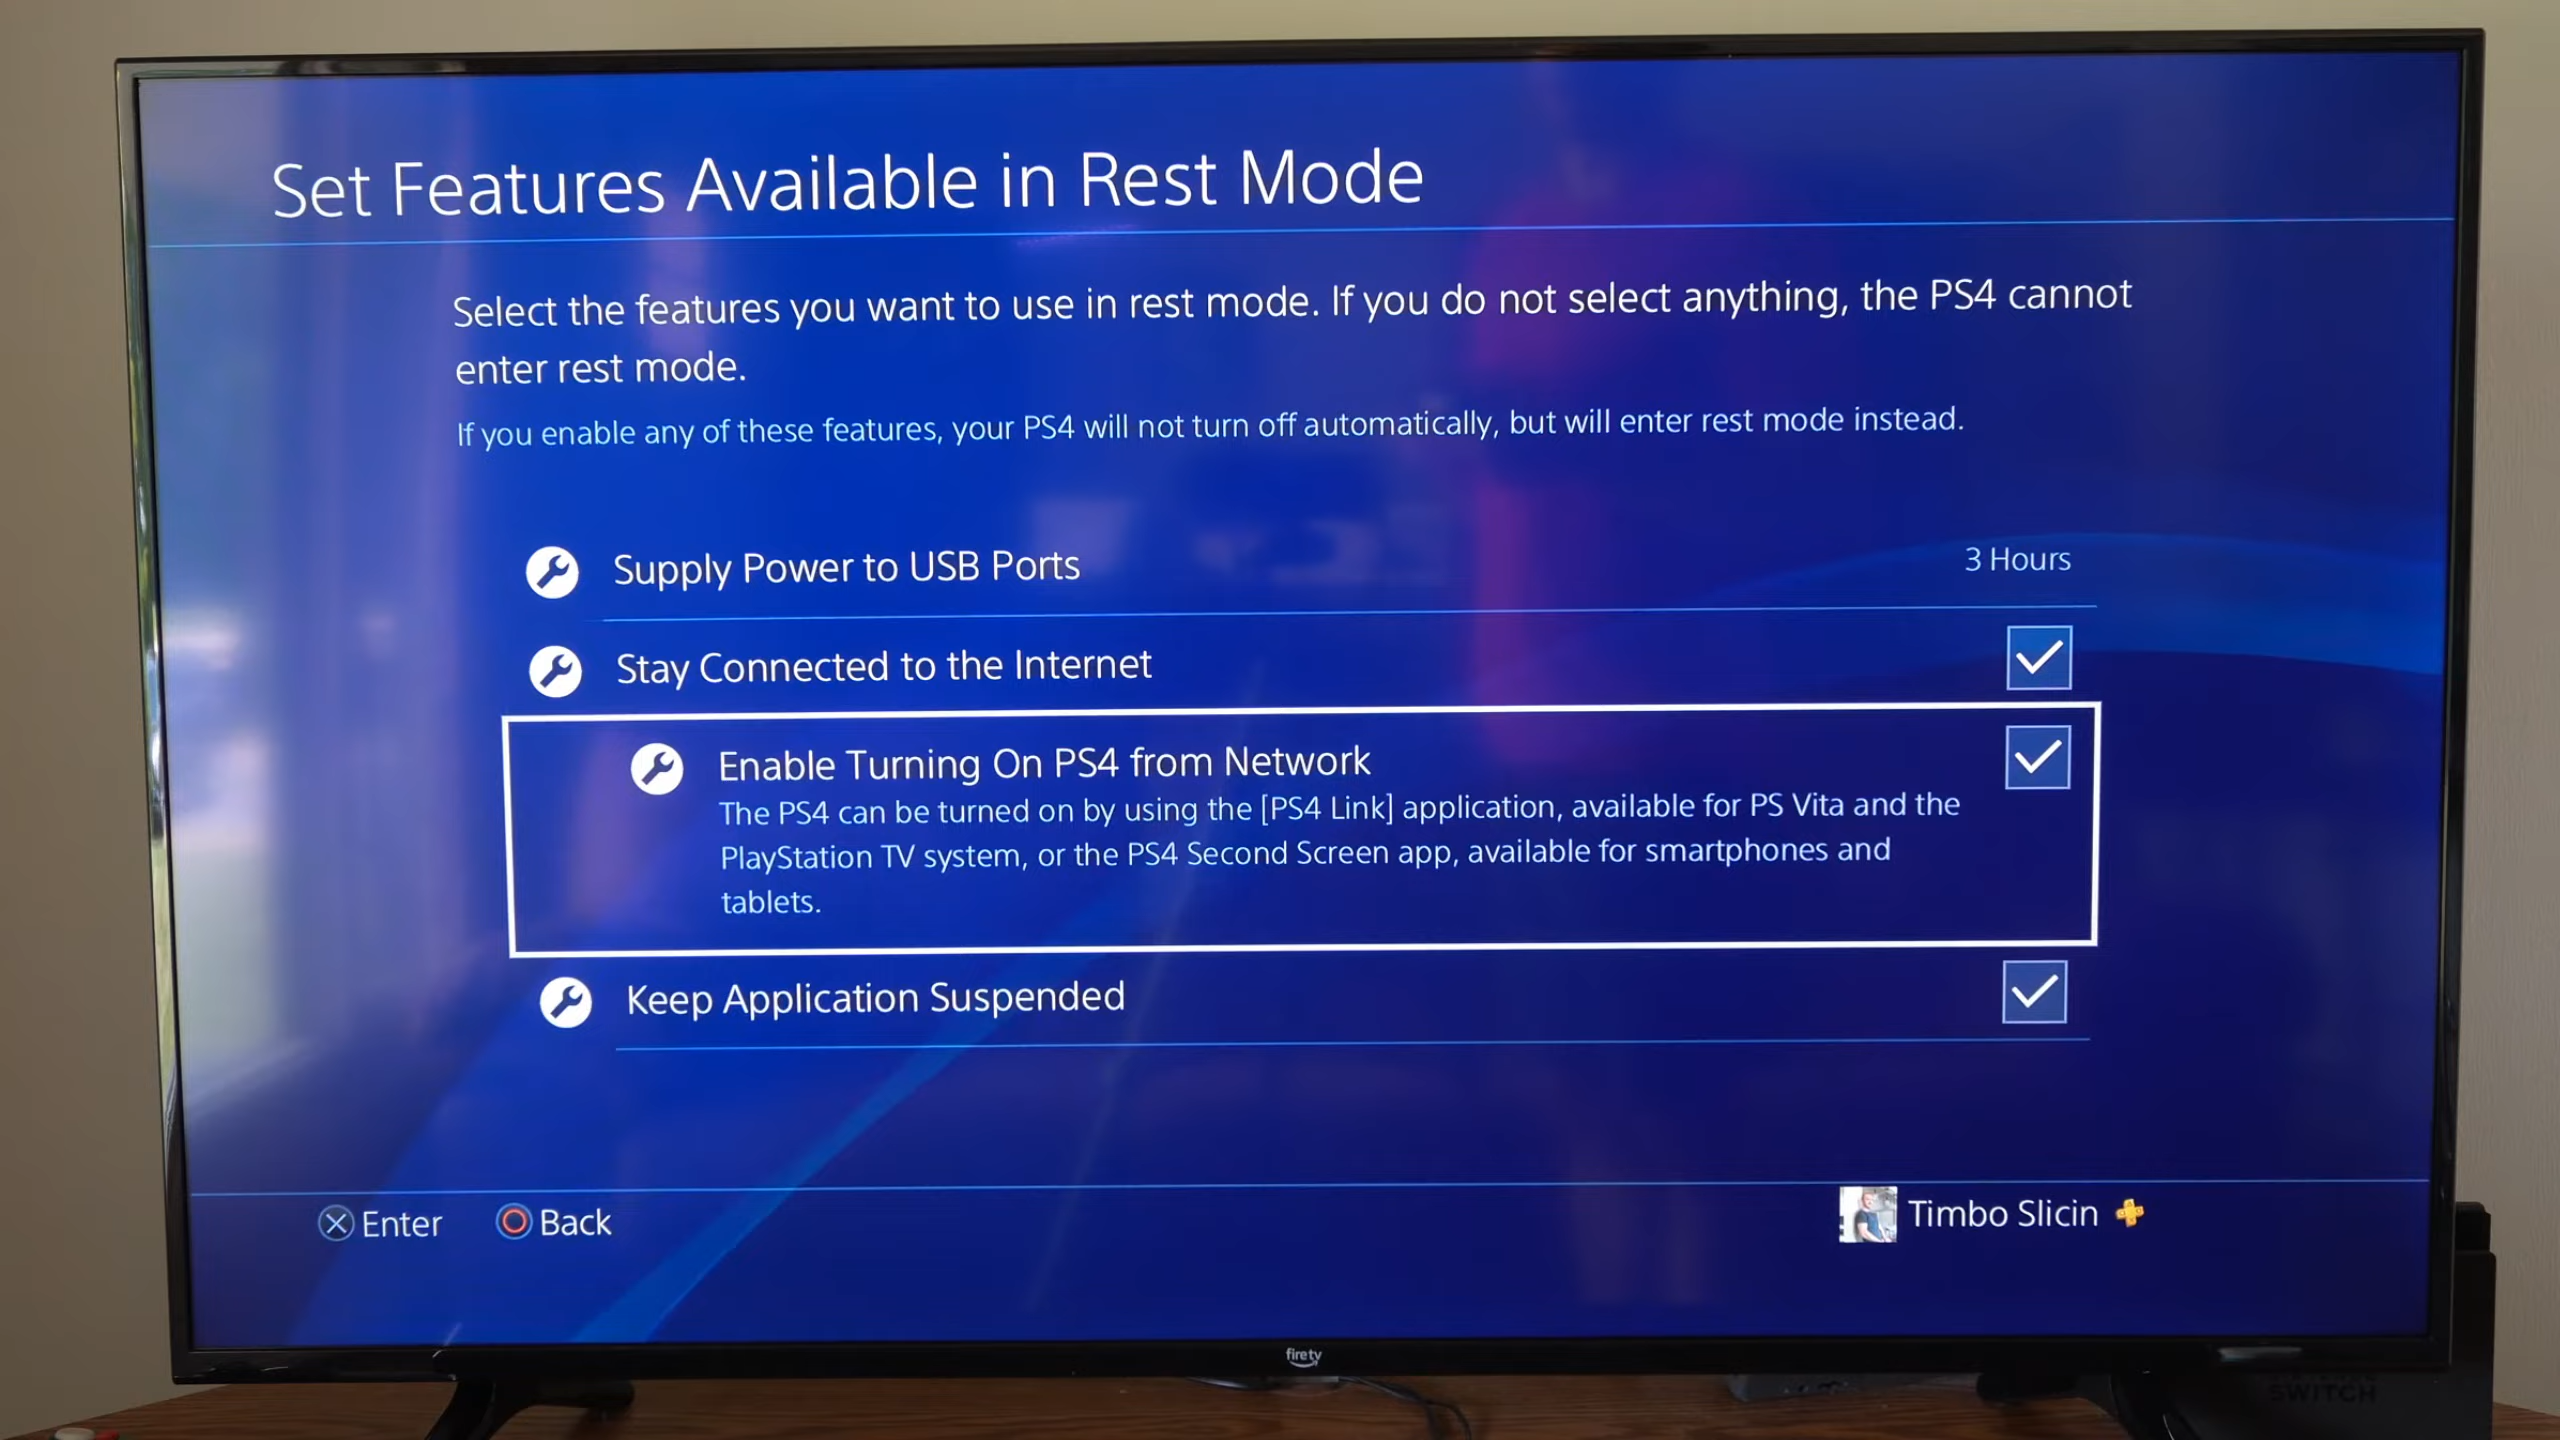 Set Features Available in Rest Mode
Select the features you want to use in rest mode. If you do not select anything, the PS4 cannot
enter rest mode.
If you enable any of these features, your PS4 will not turn off automatically, but will enter rest mode instead.
Supply Power to USB Ports 3 Hours
Stay Connected to the Internet
Enable Turning On PS4 from Network
The PS4 can be turned on by using the [PS4 Link] application, available for PS Vita and the
PlayStation TV system, or the PS4 Second Screen app, available for smartphones and
tablets.
Keep Application Suspended
Enter Back Timbo Slicin
firetv
SWITCH